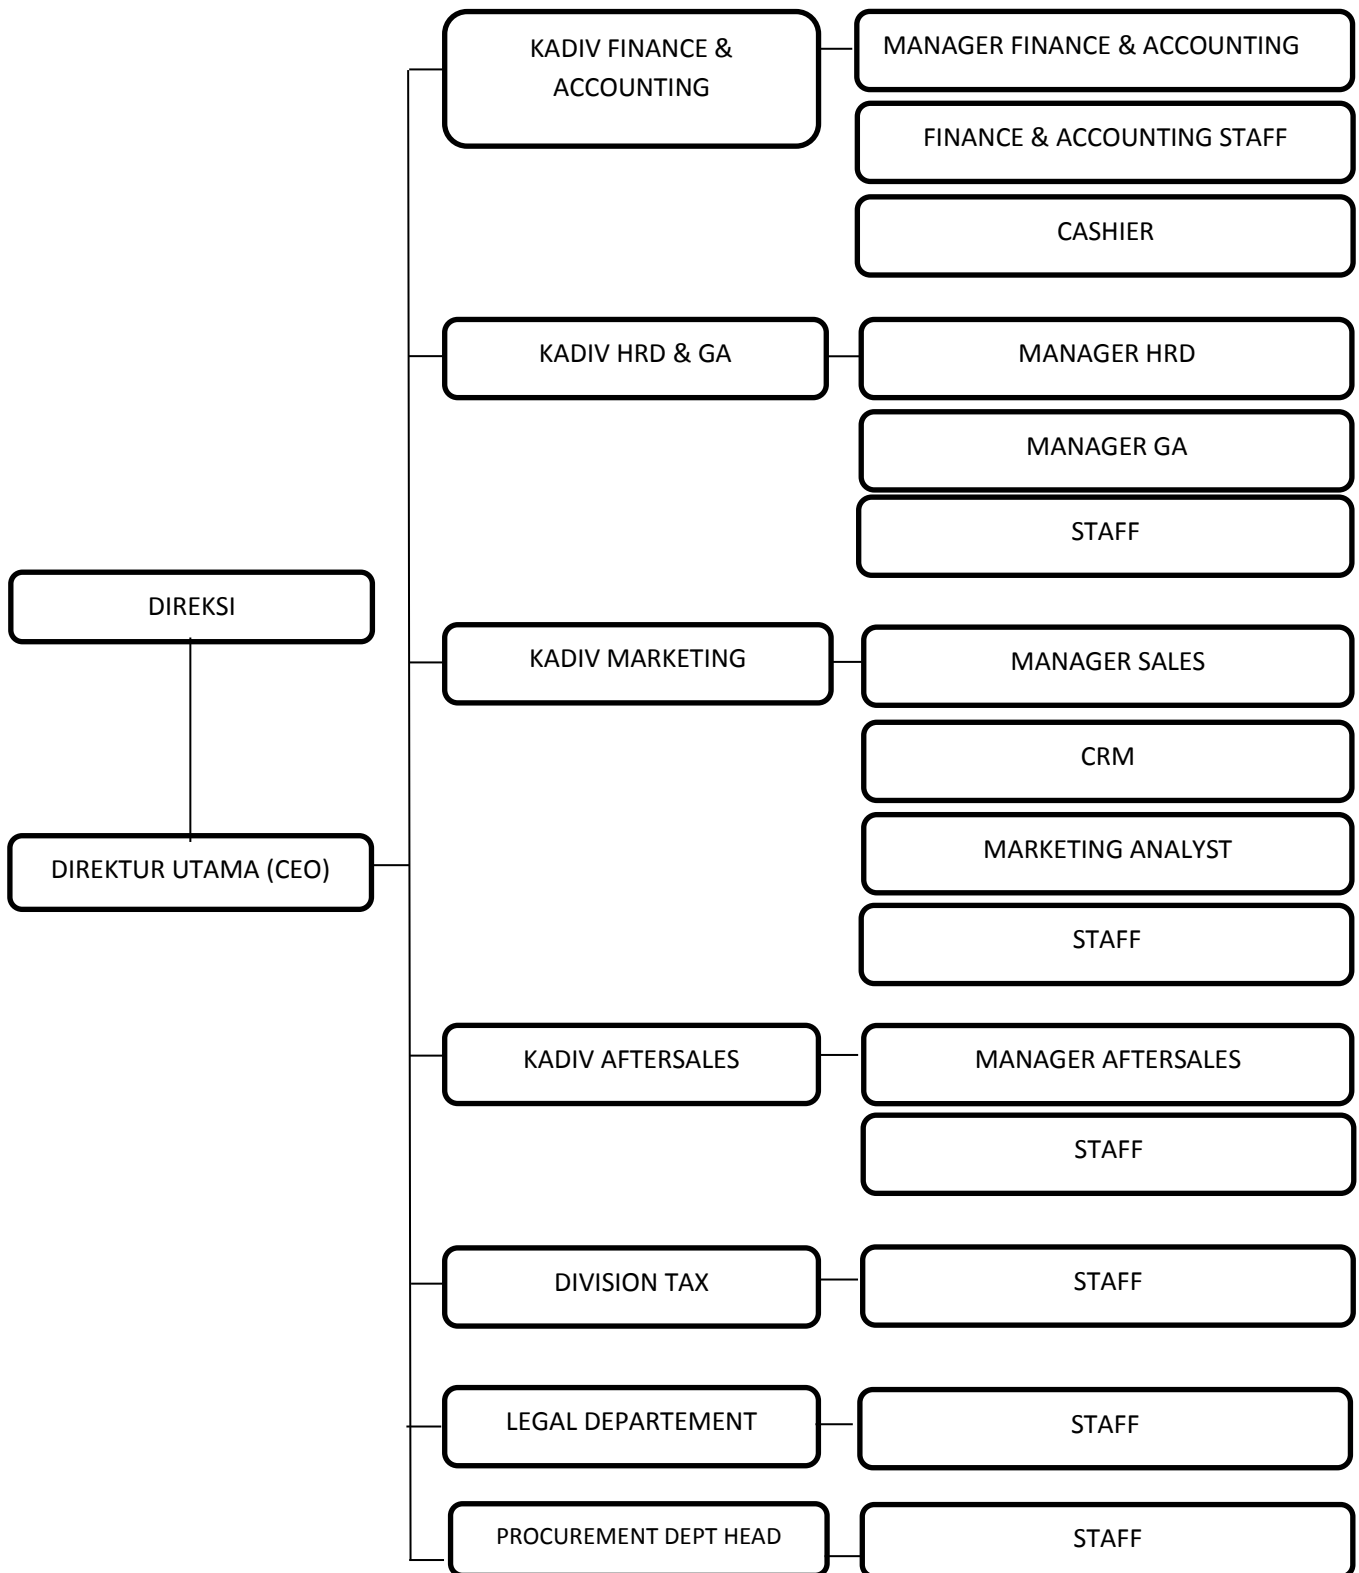 KADIV FINANCE &
ACCOUNTING
MANAGER FINANCE & ACCOUNTING
FINANCE & ACCOUNTING STAFF
CASHIER
KADIV HRD & GA
MANAGER HRD
MANAGER GA
STAFF
DIREKSI
KADIV MARKETING
MANAGER SALES
CRM
MARKETING ANALYST
DIREKTUR UTAMA (CEO)
STAFF
KADIV AFTERSALES
MANAGER AFTERSALES
STAFF
DIVISION TAX
STAFF
LEGAL DEPARTEMENT
STAFF
PROCUREMENT DEPT HEAD
STAFF